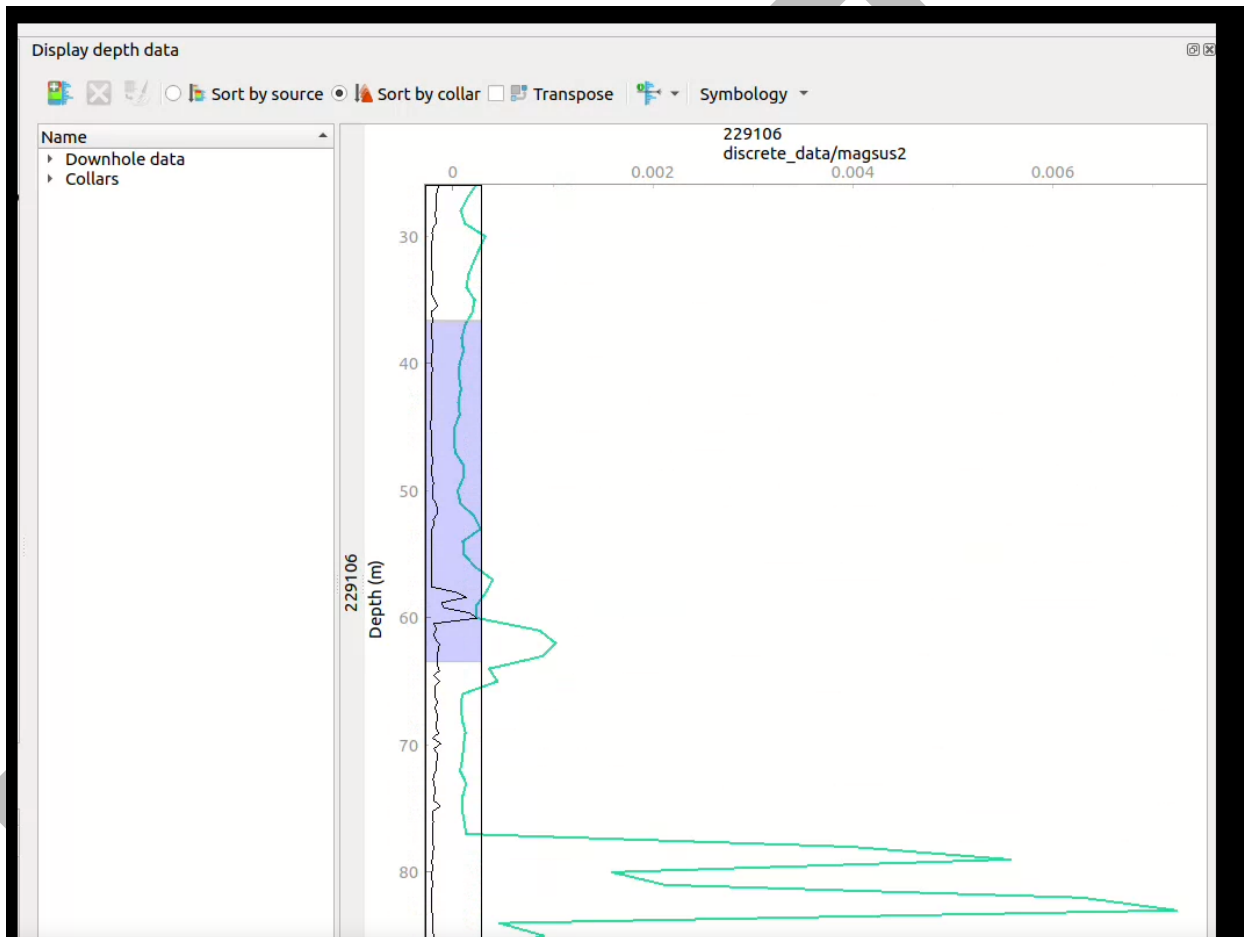 Display depth data
Sort by source Sort by collar Transpose Symbology
Name
Downhole data
Collars
229106
discrete_data/magsus2
0 0.002 0.004 0.006
30
40
50
60
70
80
229106
Depth (m)